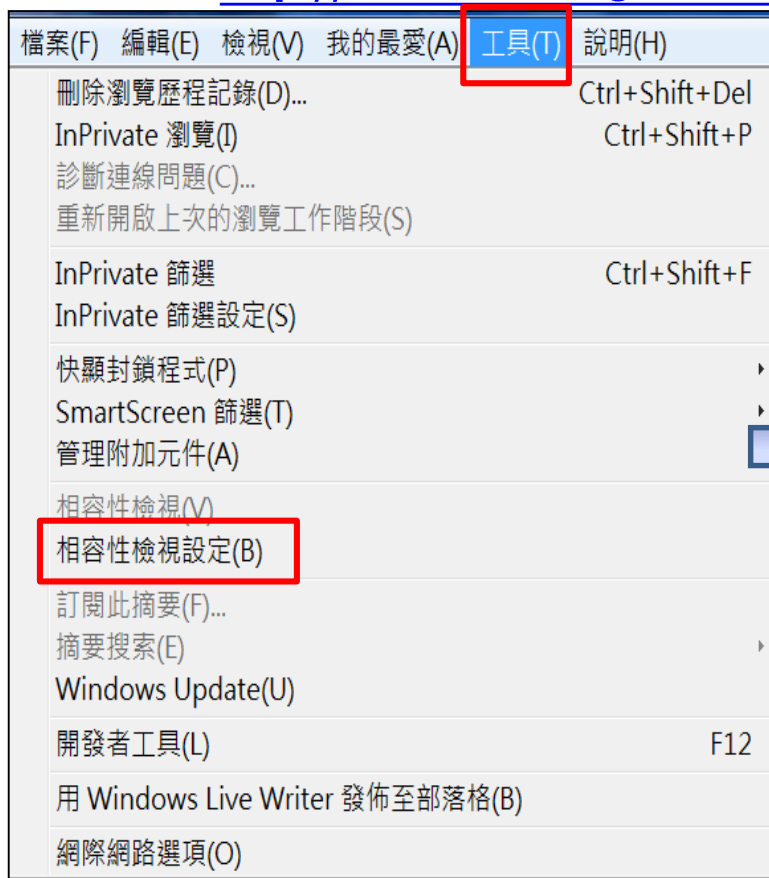 檔案(F) 編輯(E) 檢視(V) 我的最愛(A) 工具(T) 說明(H)
刪除瀏覽歷程記錄(D)... Ctrl+Shift+Del
InPrivate 瀏覽(I) Ctrl+Shift+P
診斷連線問題(C)...
重新開啟上次的瀏覽工作階段(S)
InPrivate 篩選 Ctrl+Shift+F
InPrivate 篩選設定(S)
快顯封鎖程式(P)
SmartScreen 篩選(T)
管理附加元件(A)
相容性檢視(V)
相容性檢視設定(B)
訂閱此摘要(F)...
摘要搜索(E)
Windows Update(U)
開發者工具(L) F12
用 Windows Live Writer 發佈至部落格(B)
網際網路選項(O)